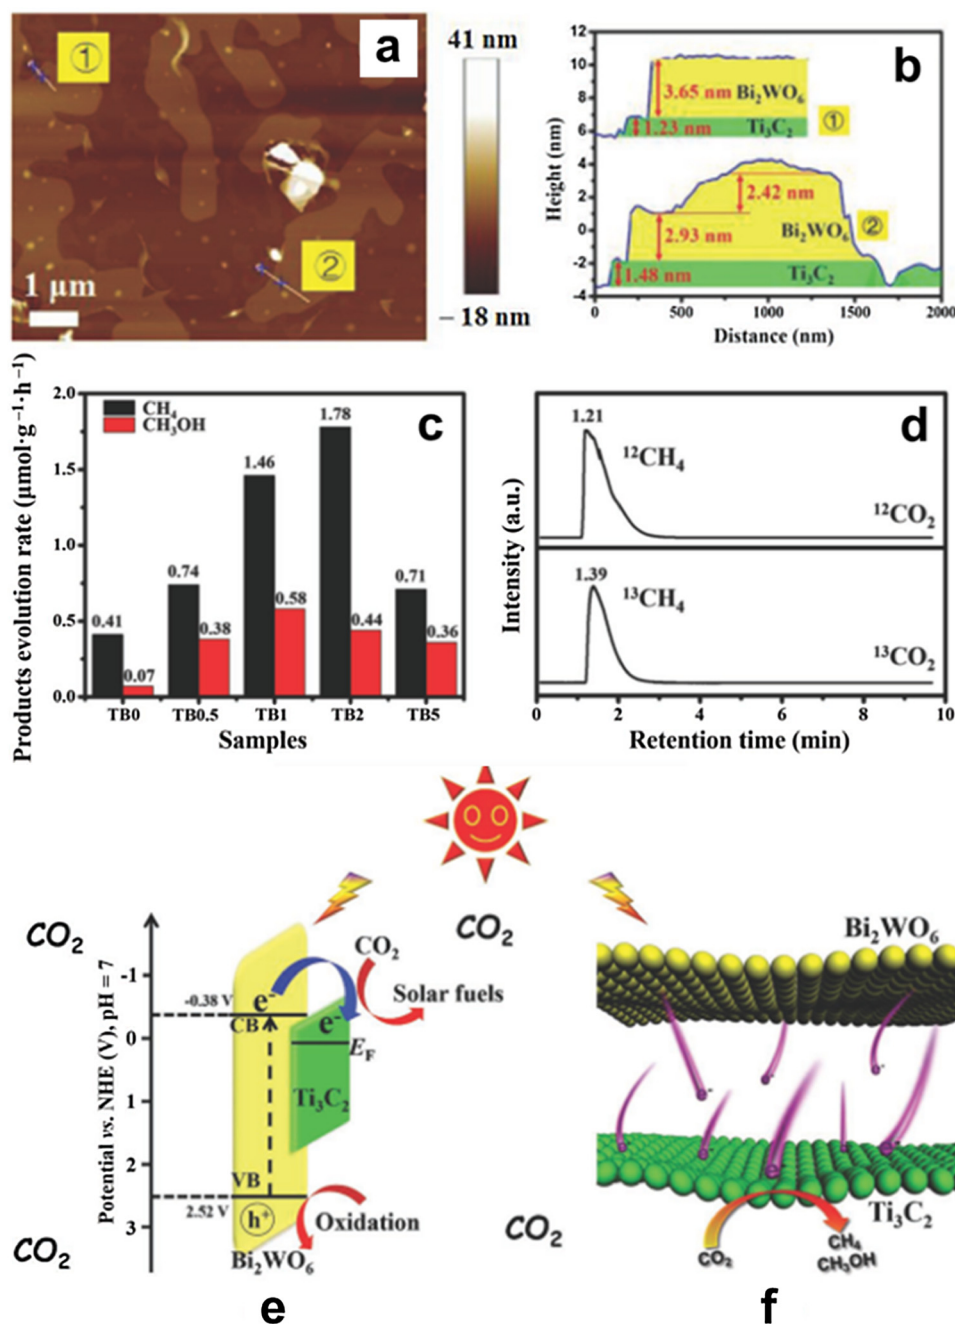 a
①
②
1 μm
41 nm
– 18 nm
b
Height (nm)
12
10
8
6
4
2
0
-2
-4
3.65 nm
Bi₂WO₆
1.23 nm
Ti₃C₂
①
2.42 nm
2.93 nm
Bi₂WO₆
②
1.48 nm
Ti₃C₂
0 500 1000 1500 2000
Distance (nm)
c
Products evolution rate (μmol·g⁻¹·h⁻¹)
2.0
1.5
1.0
0.5
0.0
CH₄
CH₃OH
0.41
0.07
0.74
0.38
1.46
0.58
1.78
0.44
0.71
0.36
TB0 TB0.5 TB1 TB2 TB5
Samples
d
Intensity (a.u.)
1.21
¹²CH₄
¹²CO₂
1.39
¹³CH₄
¹³CO₂
0 2 4 6 8 10
Retention time (min)
CO₂
CO₂
CO₂
CO₂
Potential vs. NHE (V), pH = 7
-1
0
1
2
3
-0.38 V
CB
e⁻
e⁻
CO₂
Solar fuels
E_F
Ti₃C₂
VB
2.52 V
h⁺
Oxidation
Bi₂WO₆
e
Bi₂WO₆
e⁻
e⁻
e⁻
e⁻
e⁻
e⁻
e⁻
e⁻
Ti₃C₂
CO₂
CH₄
CH₃OH
f